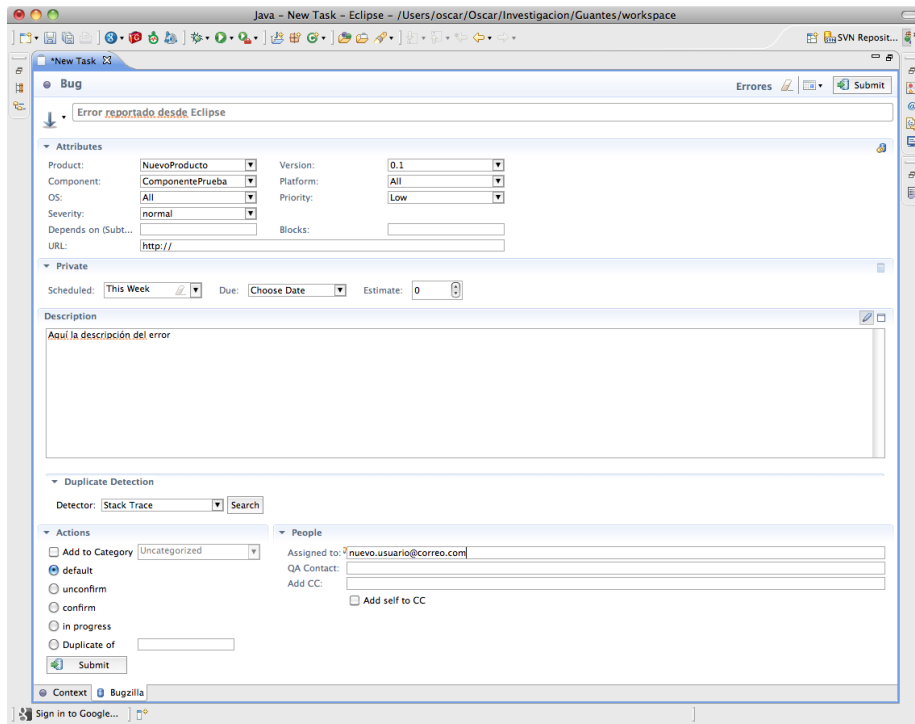 Java – New Task – Eclipse – /Users/oscar/Oscar/Investigacion/Guantes/workspace
SVN Reposit...
*New Task
Bug
Errores
Submit
Error reportado desde Eclipse
Attributes
Product: NuevoProducto Version: 0.1
Component: ComponentePrueba Platform: All
OS: All Priority: Low
Severity: normal
Depends on (Subt... Blocks:
URL: http://
Private
Scheduled: This Week Due: Choose Date Estimate: 0
Description
Aquí la descripción del error
Duplicate Detection
Detector: Stack Trace Search
Actions
Add to Category Uncategorized
default
unconfirm
confirm
in progress
Duplicate of
Submit
People
Assigned to: nuevo.usuario@correo.com
QA Contact:
Add CC:
Add self to CC
Context Bugzilla
Sign in to Google...